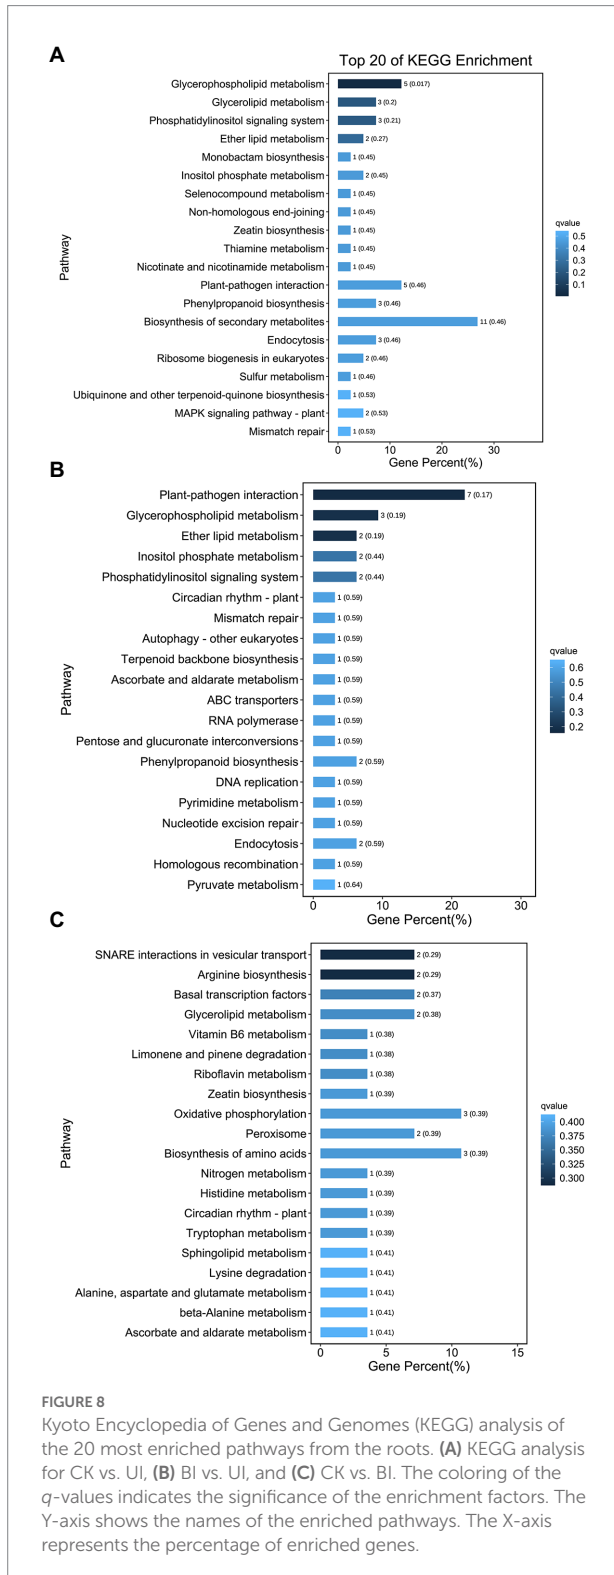 A
Top 20 of KEGG Enrichment
Glycerophospholipid metabolism 5 (0.017)
Glycerolipid metabolism 3 (0.2)
Phosphatidylinositol signaling system 3 (0.21)
Ether lipid metabolism 2 (0.27)
Monobactam biosynthesis 1 (0.45)
Inositol phosphate metabolism 2 (0.45)
Selenocompound metabolism 1 (0.45)
Non-homologous end-joining 1 (0.45)
Zeatin biosynthesis 1 (0.45)
Thiamine metabolism 1 (0.45)
Nicotinate and nicotinamide metabolism 1 (0.45)
Plant-pathogen interaction 5 (0.46)
Phenylpropanoid biosynthesis 3 (0.46)
Biosynthesis of secondary metabolites 11 (0.46)
Endocytosis 3 (0.46)
Ribosome biogenesis in eukaryotes 2 (0.46)
Sulfur metabolism 1 (0.46)
Ubiquinone and other terpenoid-quinone biosynthesis 1 (0.53)
MAPK signaling pathway - plant 2 (0.53)
Mismatch repair 1 (0.53)
Pathway
0 10 20 30
Gene Percent(%)
qvalue
0.5
0.4
0.3
0.2
0.1
B
Plant-pathogen interaction 7 (0.17)
Glycerophospholipid metabolism 3 (0.19)
Ether lipid metabolism 2 (0.19)
Inositol phosphate metabolism 2 (0.44)
Phosphatidylinositol signaling system 2 (0.44)
Circadian rhythm - plant 1 (0.59)
Mismatch repair 1 (0.59)
Autophagy - other eukaryotes 1 (0.59)
Terpenoid backbone biosynthesis 1 (0.59)
Ascorbate and aldarate metabolism 1 (0.59)
ABC transporters 1 (0.59)
RNA polymerase 1 (0.59)
Pentose and glucuronate interconversions 1 (0.59)
Phenylpropanoid biosynthesis 2 (0.59)
DNA replication 1 (0.59)
Pyrimidine metabolism 1 (0.59)
Nucleotide excision repair 1 (0.59)
Endocytosis 2 (0.59)
Homologous recombination 1 (0.59)
Pyruvate metabolism 1 (0.64)
Pathway
0 10 20 30
Gene Percent(%)
qvalue
0.6
0.5
0.4
0.3
0.2
C
SNARE interactions in vesicular transport 2 (0.29)
Arginine biosynthesis 2 (0.29)
Basal transcription factors 2 (0.37)
Glycerolipid metabolism 2 (0.38)
Vitamin B6 metabolism 1 (0.38)
Limonene and pinene degradation 1 (0.38)
Riboflavin metabolism 1 (0.38)
Zeatin biosynthesis 1 (0.39)
Oxidative phosphorylation 3 (0.39)
Peroxisome 2 (0.39)
Biosynthesis of amino acids 3 (0.39)
Nitrogen metabolism 1 (0.39)
Histidine metabolism 1 (0.39)
Circadian rhythm - plant 1 (0.39)
Tryptophan metabolism 1 (0.39)
Sphingolipid metabolism 1 (0.41)
Lysine degradation 1 (0.41)
Alanine, aspartate and glutamate metabolism 1 (0.41)
beta-Alanine metabolism 1 (0.41)
Ascorbate and aldarate metabolism 1 (0.41)
Pathway
0 5 10 15
Gene Percent(%)
qvalue
0.400
0.375
0.350
0.325
0.300
FIGURE 8
Kyoto Encyclopedia of Genes and Genomes (KEGG) analysis of
the 20 most enriched pathways from the roots. (A) KEGG analysis
for CK vs. UI, (B) BI vs. UI, and (C) CK vs. BI. The coloring of the
q-values indicates the significance of the enrichment factors. The
Y-axis shows the names of the enriched pathways. The X-axis
represents the percentage of enriched genes.